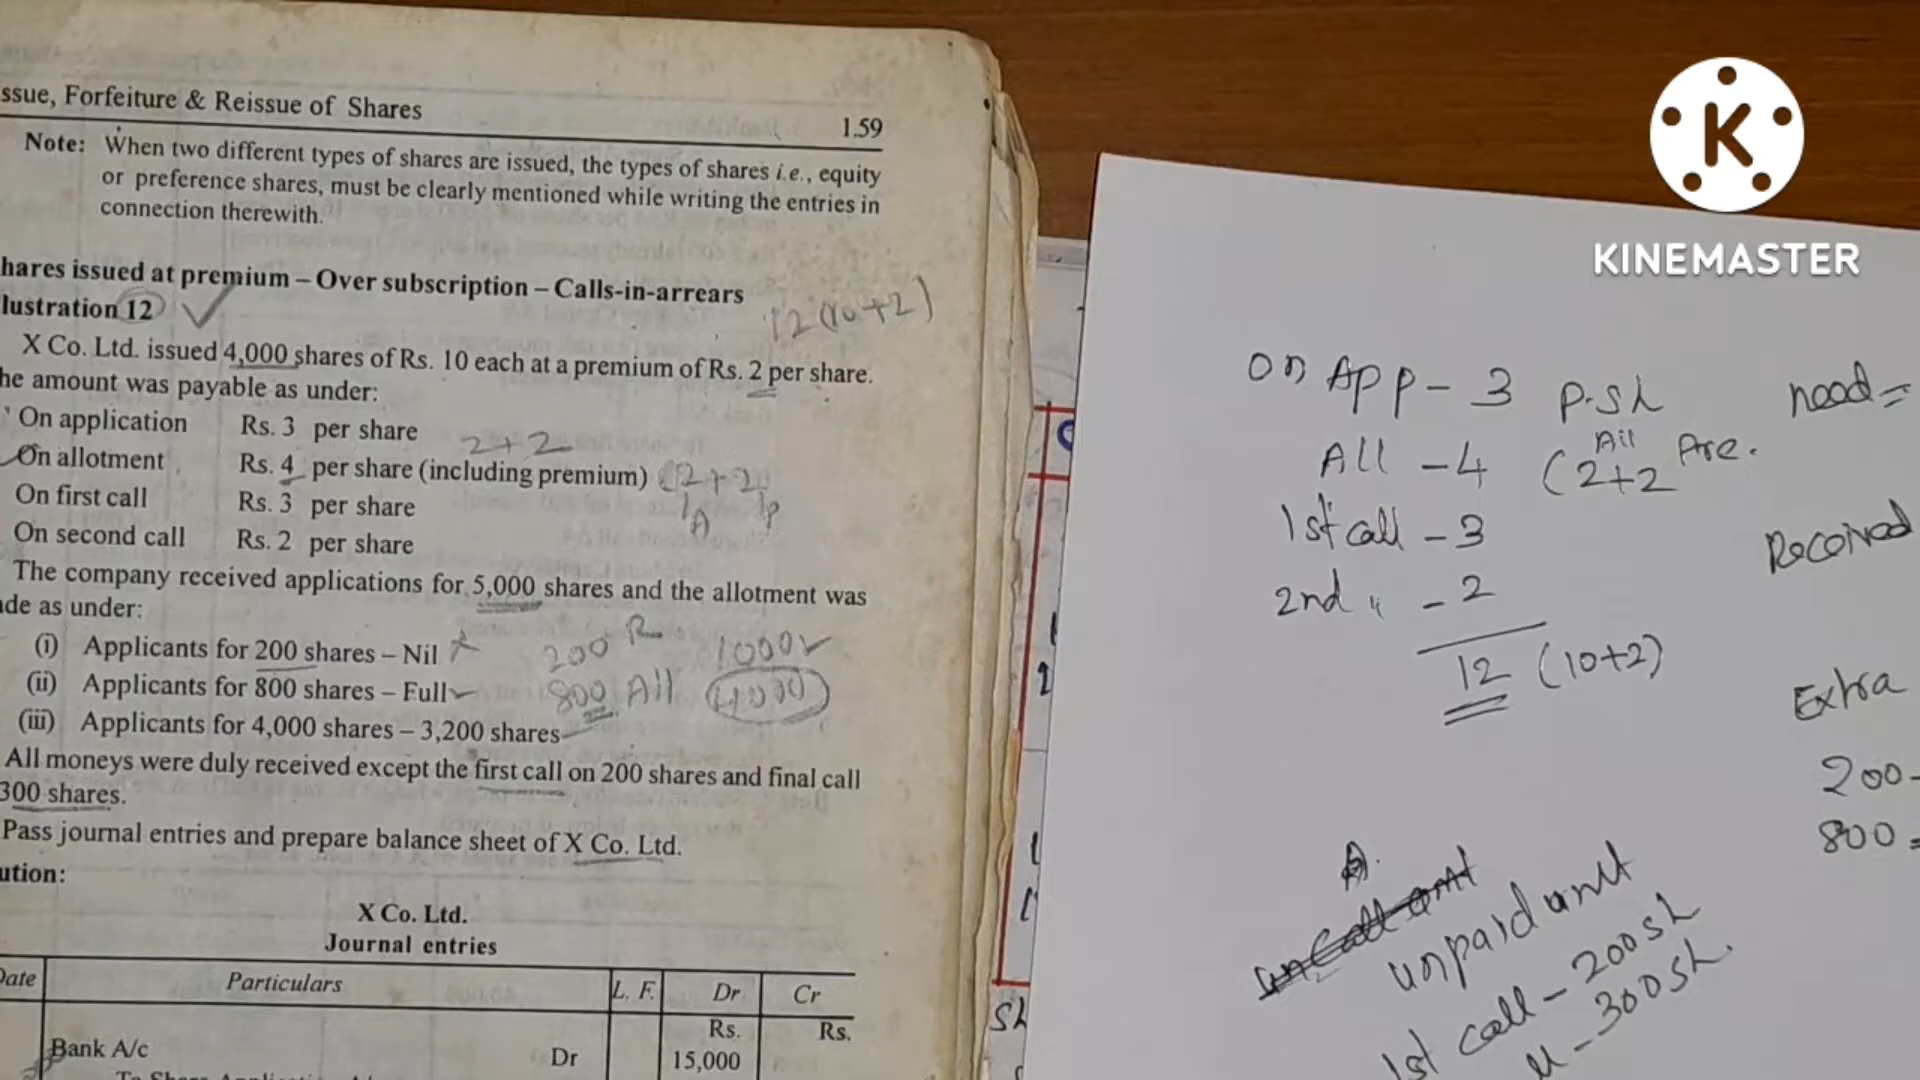 ssue, Forfeiture & Reissue of Shares
1.59
Note: When two different types of shares are issued, the types of shares i.e., equity
or preference shares, must be clearly mentioned while writing the entries in
connection therewith.
hares issued at premium – Over subscription – Calls-in-arrears
lustration 12
12 (10+2)
X Co. Ltd. issued 4,000 shares of Rs. 10 each at a premium of Rs. 2 per share.
he amount was payable as under:
On application Rs. 3 per share
2+2
On allotment Rs. 4 per share (including premium) (2+2
A p
On first call Rs. 3 per share
On second call Rs. 2 per share
The company received applications for 5,000 shares and the allotment was
de as under:
(i) Applicants for 200 shares – Nil
200 R 1000
(ii) Applicants for 800 shares – Full
800 All 4000
(iii) Applicants for 4,000 shares – 3,200 shares
All moneys were duly received except the first call on 200 shares and final call
300 shares.
Pass journal entries and prepare balance sheet of X Co. Ltd.
ution:
X Co. Ltd.
Journal entries
Date Particulars L. F. Dr Cr
Rs. Rs.
Bank A/c Dr 15,000
KINEMASTER
On App - 3 P.Sh
need =
All - 4 (2+2
All Pre.
1st call - 3
Received
2nd " - 2
12 (10+2)
Extra
200 -
800 =
unpaid amt
1st call - 200 sh
" - 300 sh.